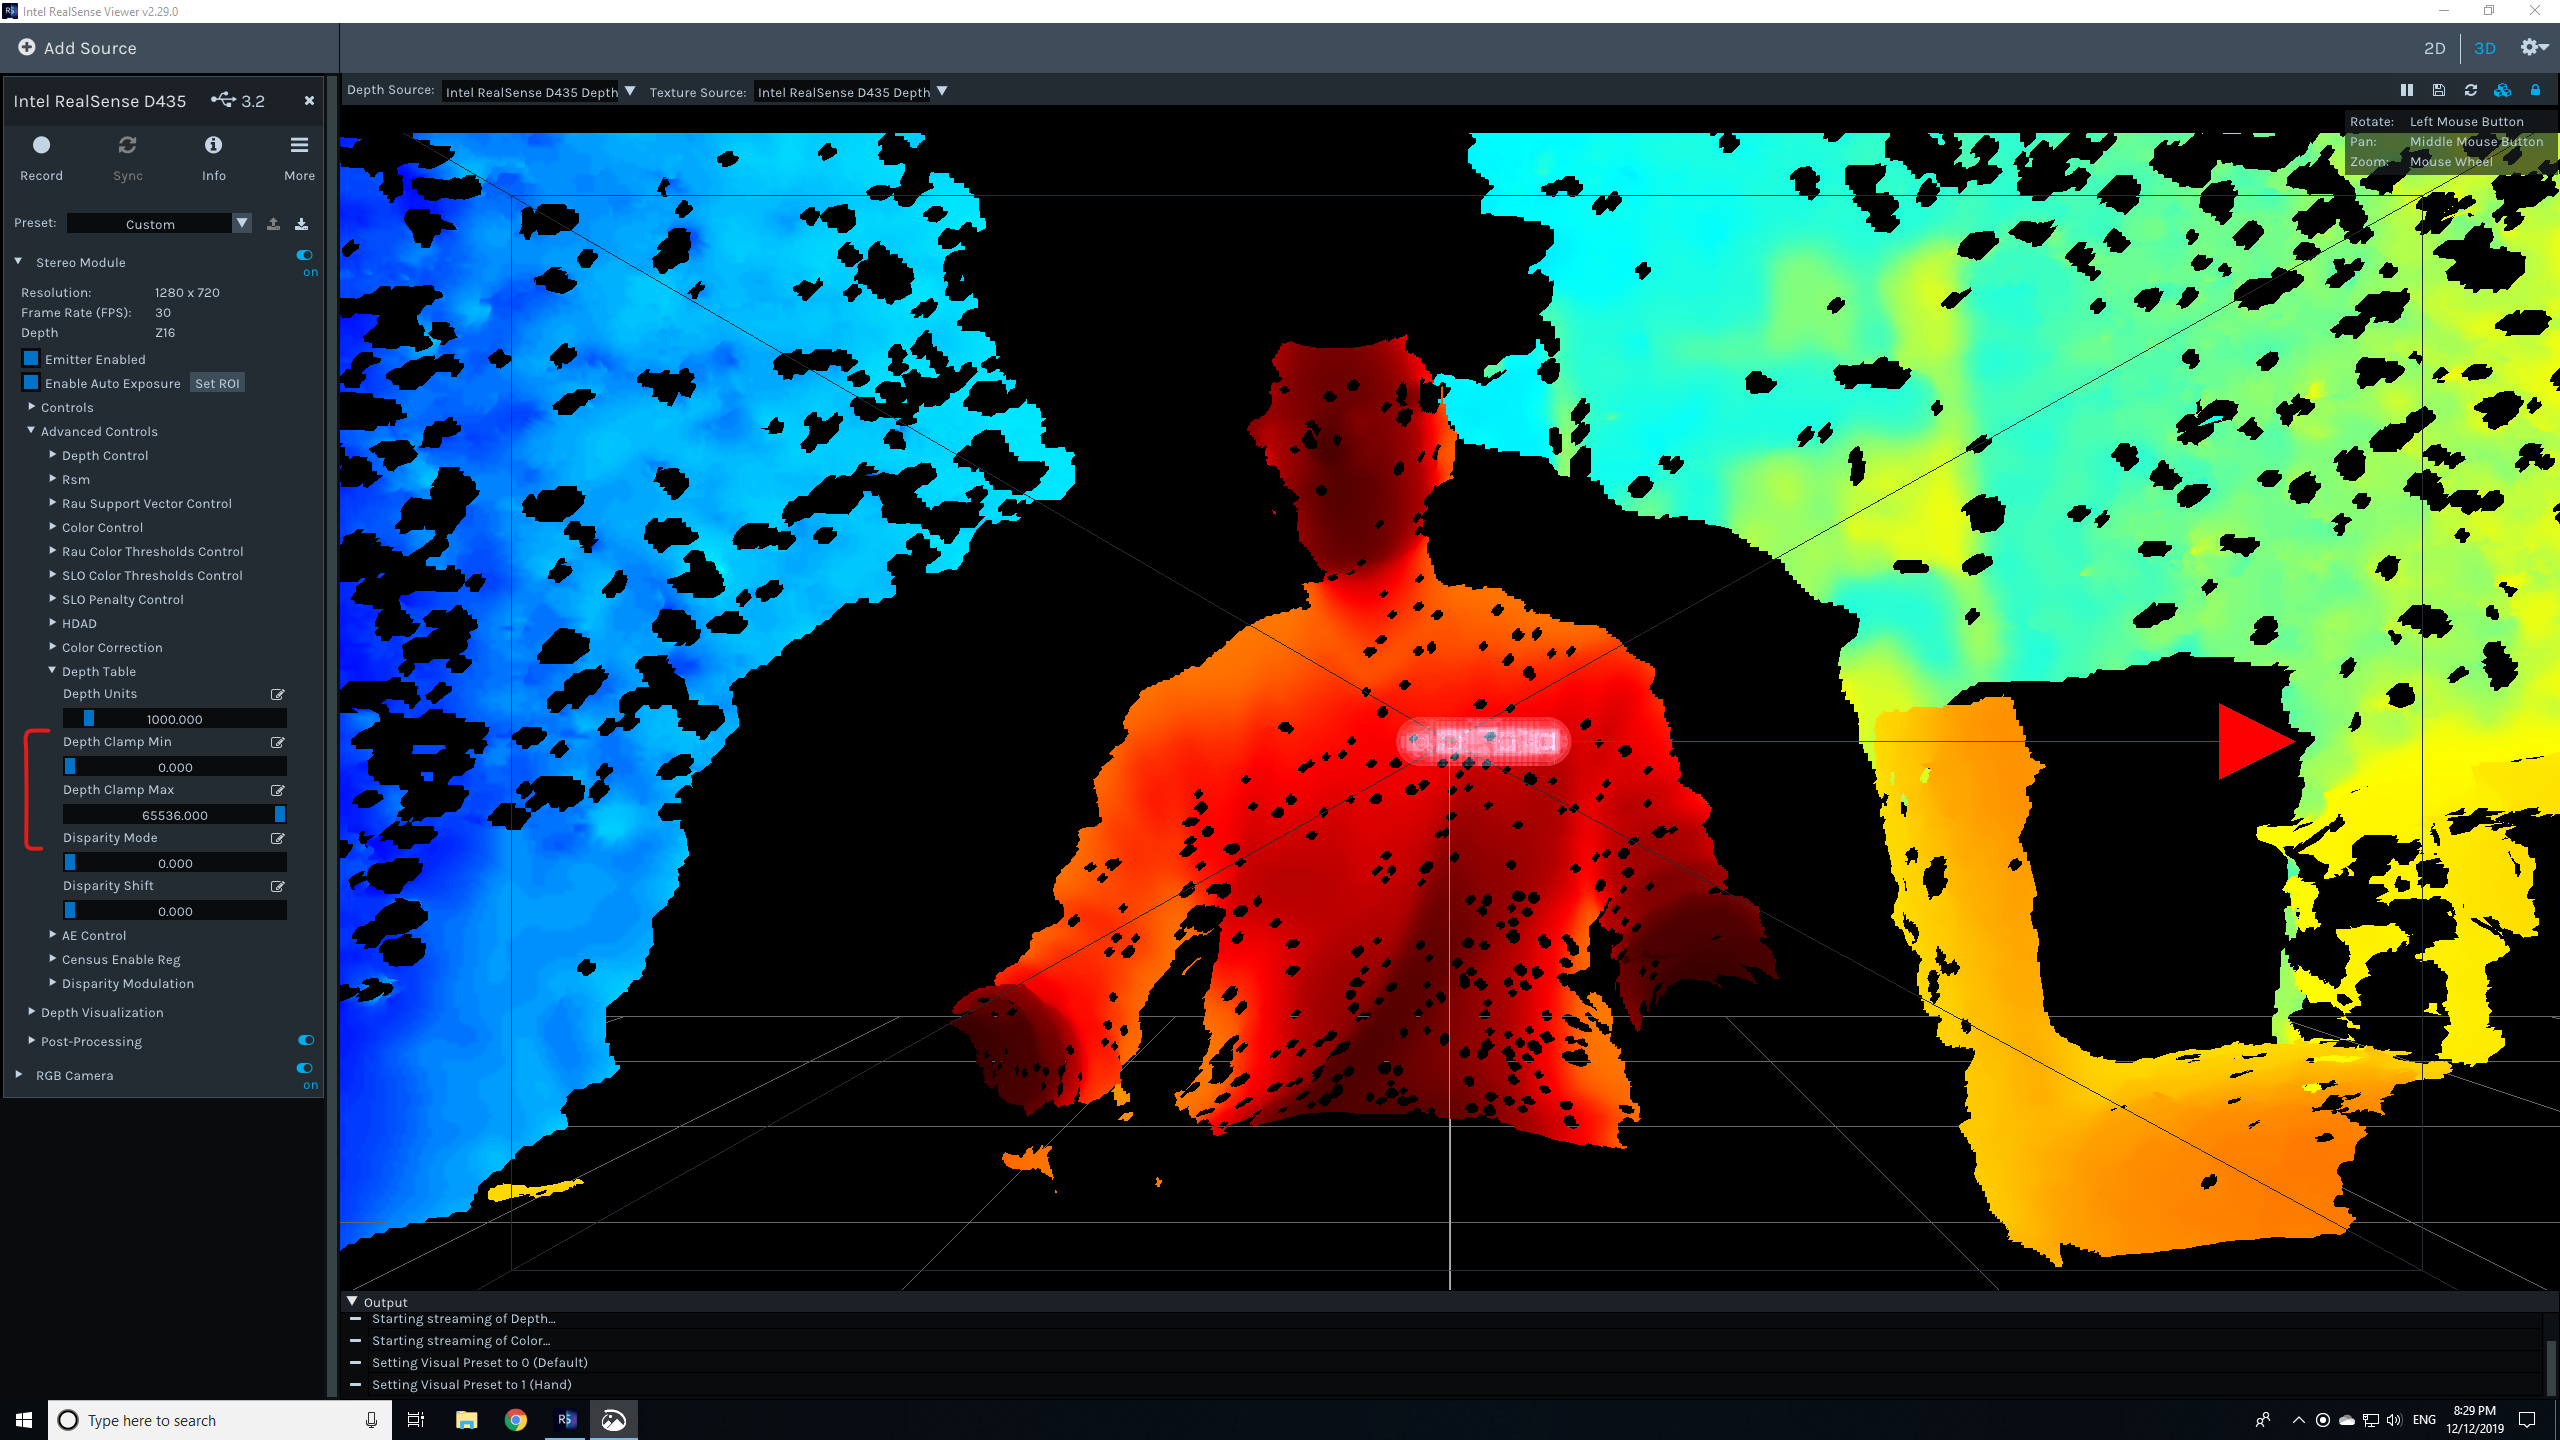 Intel RealSense Viewer v2.29.0
Add Source
2D
3D
Intel RealSense D435
3.2
Depth Source:
Intel RealSense D435 Depth
Texture Source:
Intel RealSense D435 Depth
Rotate: Left Mouse Button
Pan: Middle Mouse Button
Zoom: Mouse Wheel
Record
Sync
Info
More
Preset:
Custom
Stereo Module
on
Resolution: 1280 x 720
Frame Rate (FPS): 30
Depth Z16
Emitter Enabled
Enable Auto Exposure
Set ROI
Controls
Advanced Controls
Depth Control
Rsm
Rau Support Vector Control
Color Control
Rau Color Thresholds Control
SLO Color Thresholds Control
SLO Penalty Control
HDAD
Color Correction
Depth Table
Depth Units
1000.000
Depth Clamp Min
0.000
Depth Clamp Max
65536.000
Disparity Mode
0.000
Disparity Shift
0.000
AE Control
Census Enable Reg
Disparity Modulation
Depth Visualization
Post-Processing
RGB Camera
on
Output
Starting streaming of Depth...
Starting streaming of Color...
Setting Visual Preset to 0 (Default)
Setting Visual Preset to 1 (Hand)
Type here to search
RS
ENG
8:29 PM
12/12/2019